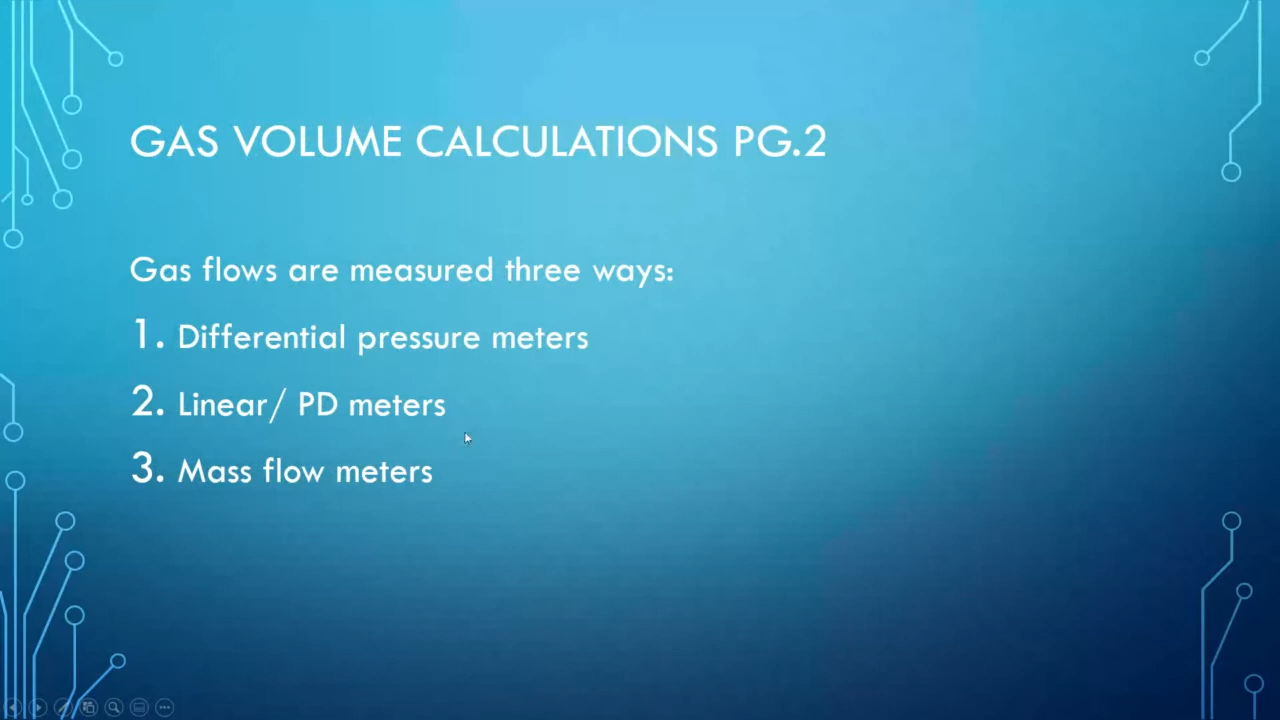 GAS VOLUME CALCULATIONS PG.2
Gas flows are measured three ways:
1. Differential pressure meters
2. Linear/ PD meters
3. Mass flow meters